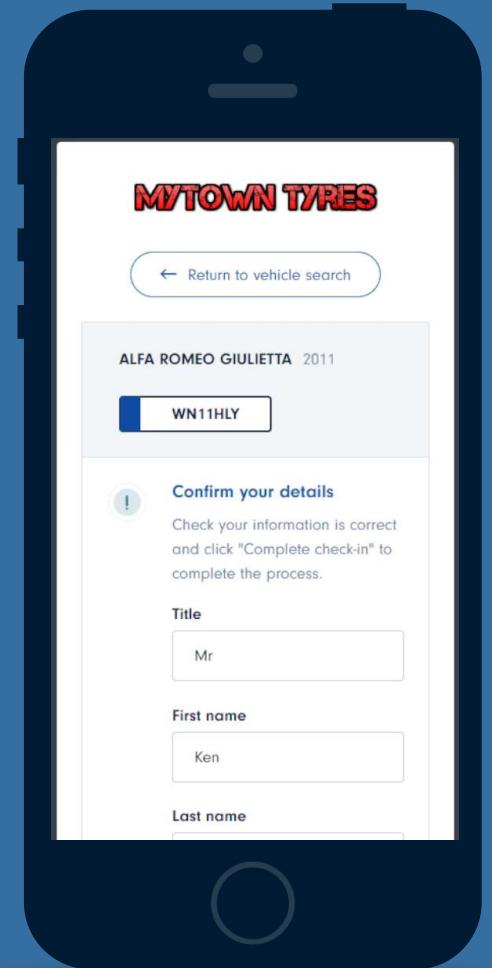 MYTOWN TYRES
← Return to vehicle search
ALFA ROMEO GIULIETTA 2011
WN11HLY
!
Confirm your details
Check your information is correct
and click "Complete check-in" to
complete the process.
Title
Mr
First name
Ken
Last name